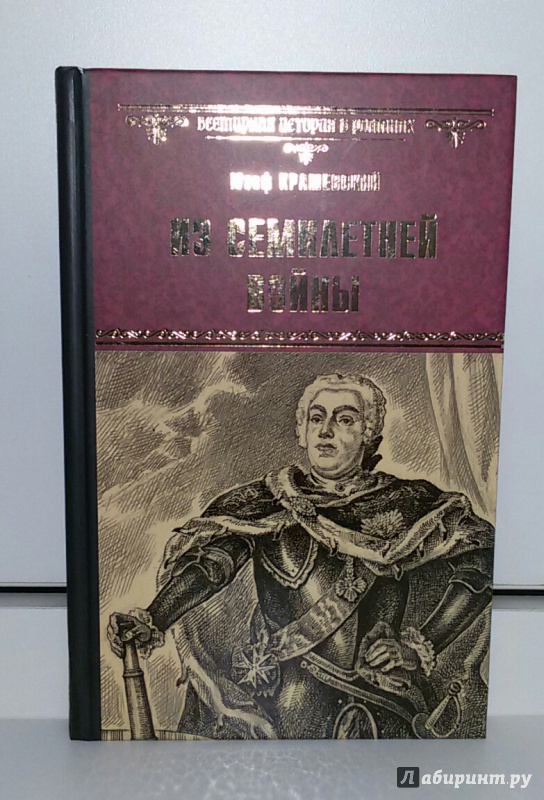 ВСЕМИРНАЯ ИСТОРИЯ В РОМАНАХ
Юзеф КРАШЕВСКИЙ
ИЗ СЕМИЛЕТНЕЙ
ВОЙНЫ
Лабиринт.ру